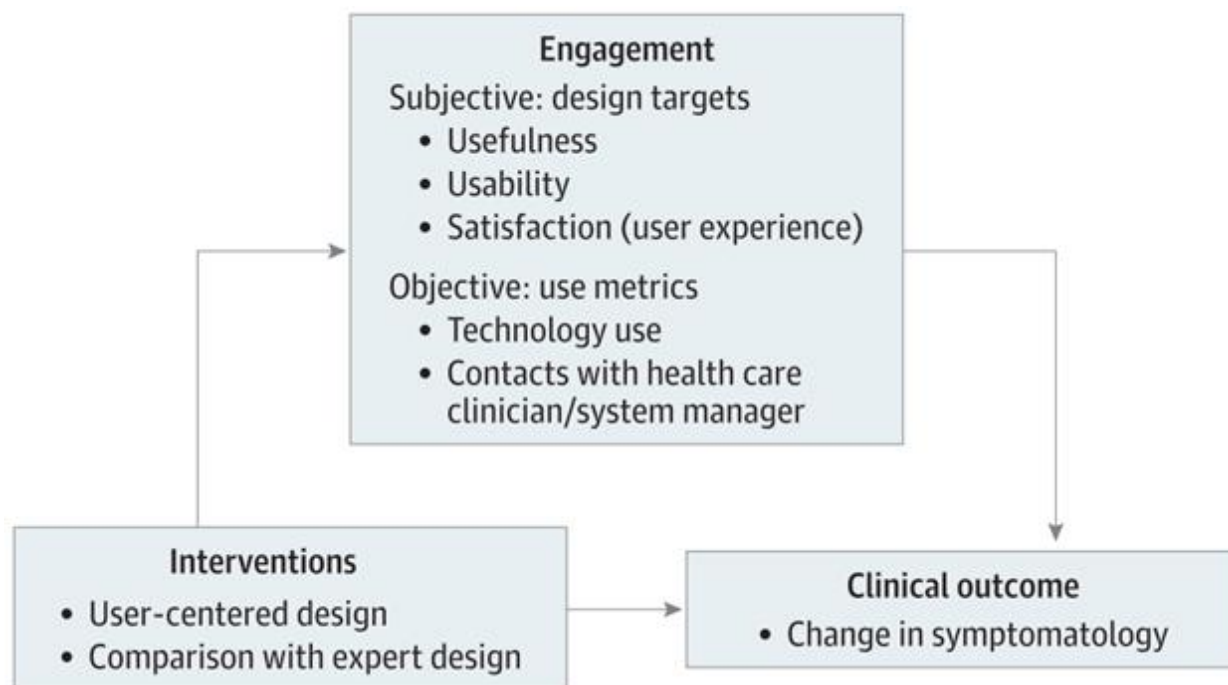 Engagement
Subjective: design targets
• Usefulness
• Usability
• Satisfaction (user experience)
Objective: use metrics
• Technology use
• Contacts with health care
clinician/system manager
Interventions
• User-centered design
• Comparison with expert design
Clinical outcome
• Change in symptomatology